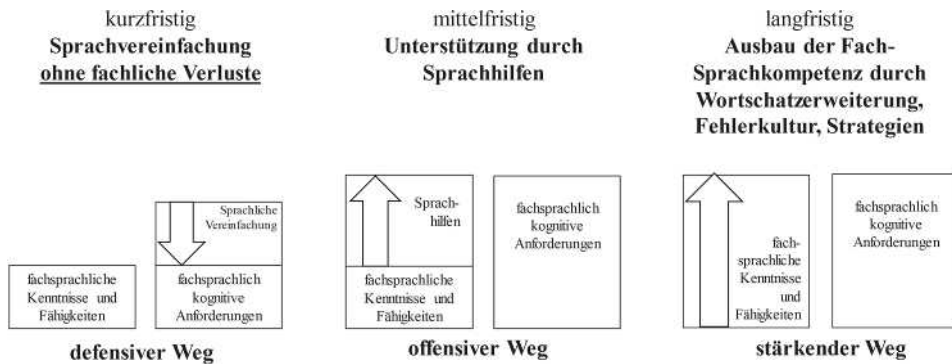 kurzfristig
Sprachvereinfachung
ohne fachliche Verluste
Sprachliche
Vereinfachung
fachsprachliche
Kenntnisse und
Fähigkeiten
fachsprachlich
kognitive
Anforderungen
defensiver Weg
mittelfristig
Unterstützung durch
Sprachhilfen
Sprach-
hilfen
fachsprachliche
Kenntnisse und
Fähigkeiten
fachsprachlich
kognitive
Anforderungen
offensiver Weg
langfristig
Ausbau der Fach-
Sprachkompetenz durch
Wortschatzerweiterung,
Fehlerkultur, Strategien
fach-
sprachliche
Kenntnisse
und
Fähigkeiten
fachsprachlich
kognitive
Anforderungen
stärkender Weg